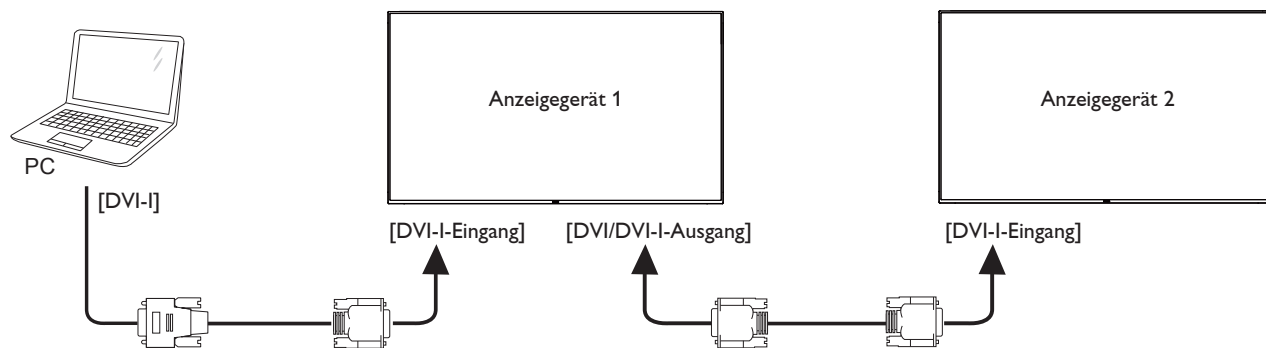 Anzeigegerät 1
Anzeigegerät 2
PC
[DVI-I]
[DVI-I-Eingang]
[DVI/DVI-I-Ausgang]
[DVI-I-Eingang]